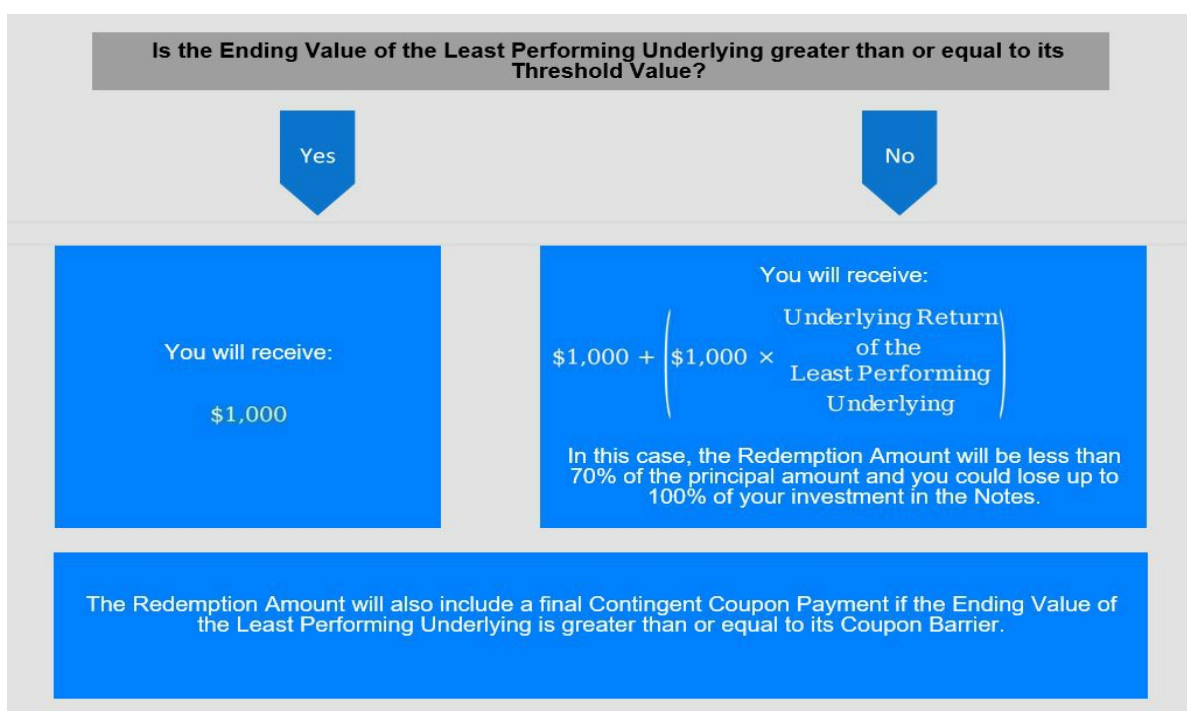 Is the Ending Value of the Least Performing Underlying greater than or equal to its
Threshold Value?
Yes
No
You will receive:
$1,000
You will receive:
$1,000 + ($1,000 × Underlying Return
of the
Least Performing
Underlying)
In this case, the Redemption Amount will be less than
70% of the principal amount and you could lose up to
100% of your investment in the Notes.
The Redemption Amount will also include a final Contingent Coupon Payment if the Ending Value of
the Least Performing Underlying is greater than or equal to its Coupon Barrier.